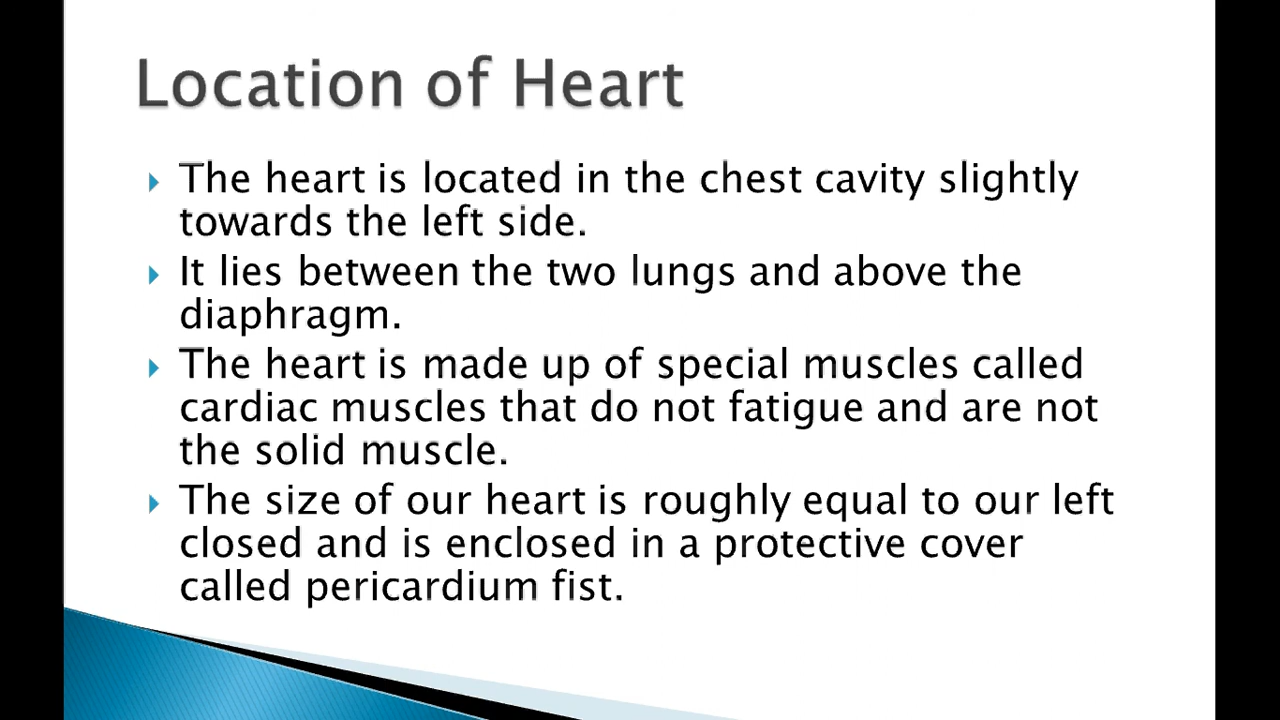 Location of Heart
The heart is located in the chest cavity slightly
towards the left side.
It lies between the two lungs and above the
diaphragm.
The heart is made up of special muscles called
cardiac muscles that do not fatigue and are not
the solid muscle.
The size of our heart is roughly equal to our left
closed and is enclosed in a protective cover
called pericardium fist.